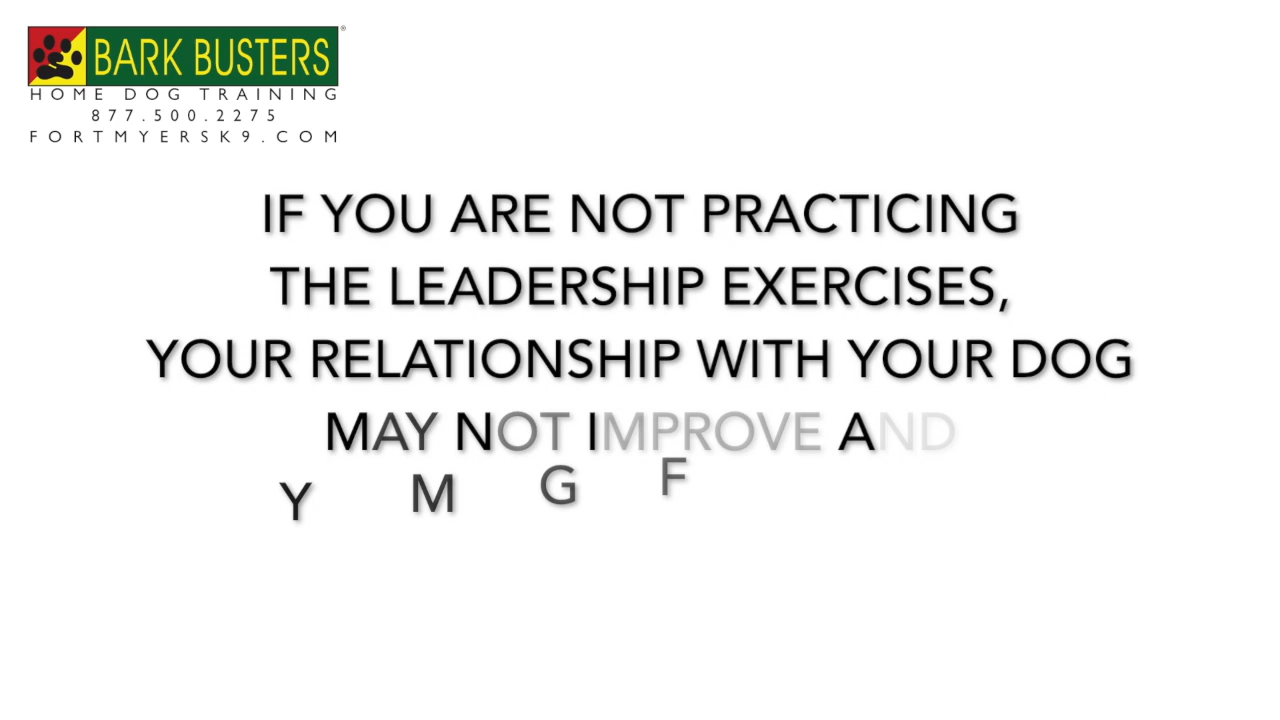 BARK BUSTERS®
HOME DOG TRAINING
877.500.2275
FORTMYERSK9.COM
IF YOU ARE NOT PRACTICING
THE LEADERSHIP EXERCISES,
YOUR RELATIONSHIP WITH YOUR DOG
MAY NOT IMPROVE AND
Y M G F